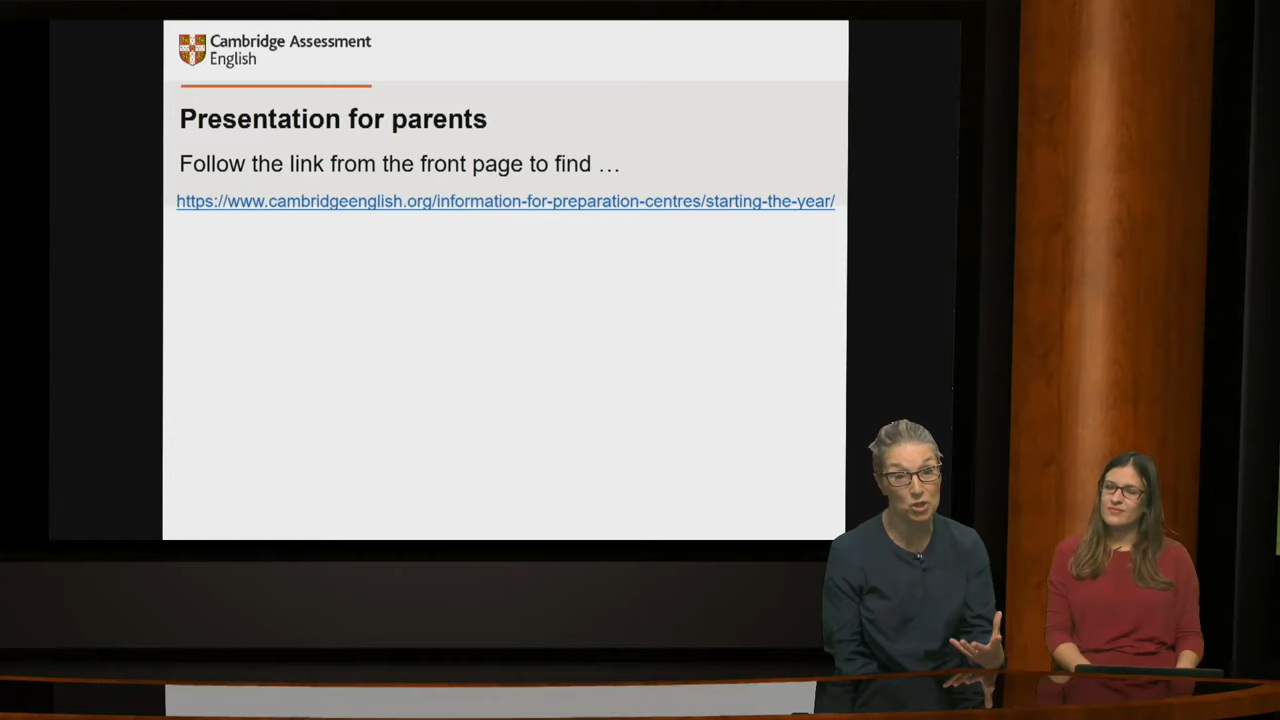 Cambridge Assessment
English
Presentation for parents
Follow the link from the front page to find …
https://www.cambridgeenglish.org/information-for-preparation-centres/starting-the-year/